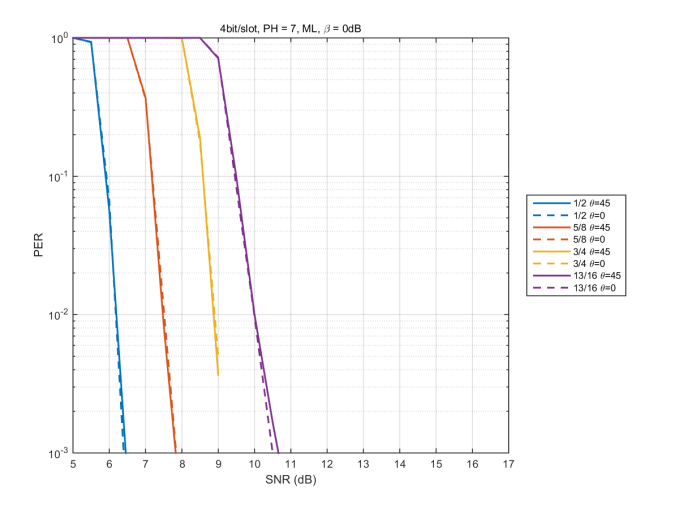 4bit/slot, PH = 7, ML, β = 0dB
10^0
10^-1
10^-2
10^-3
PER
5 6 7 8 9 10 11 12 13 14 15 16 17
SNR (dB)
1/2 θ=45
1/2 θ=0
5/8 θ=45
5/8 θ=0
3/4 θ=45
3/4 θ=0
13/16 θ=45
13/16 θ=0